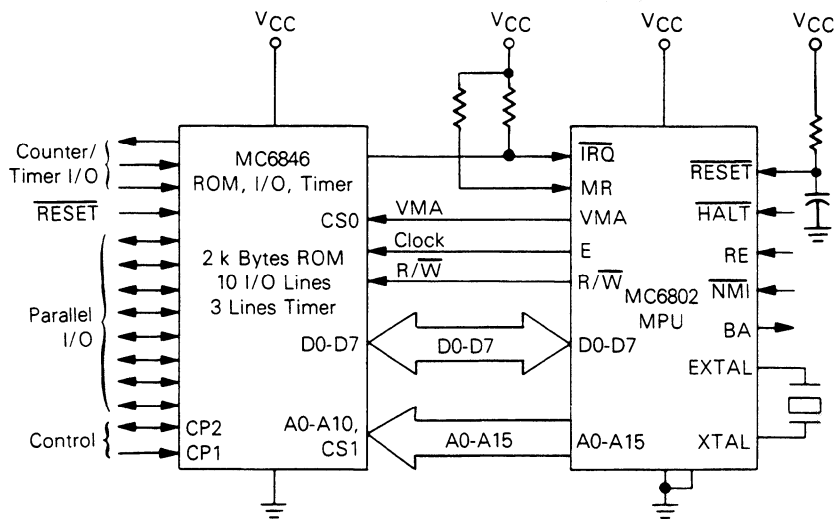 VCC
VCC
VCC
VCC
Counter/
Timer I/O
RESET
Parallel
I/O
Control
MC6846
ROM, I/O, Timer
CS0
2 k Bytes ROM
10 I/O Lines
3 Lines Timer
D0-D7
CP2
CP1
A0-A10,
CS1
VMA
Clock
R/W
D0-D7
A0-A15
IRQ
MR
VMA
E
R/W
MC6802
MPU
D0-D7
A0-A15
RESET
HALT
RE
NMI
BA
EXTAL
XTAL